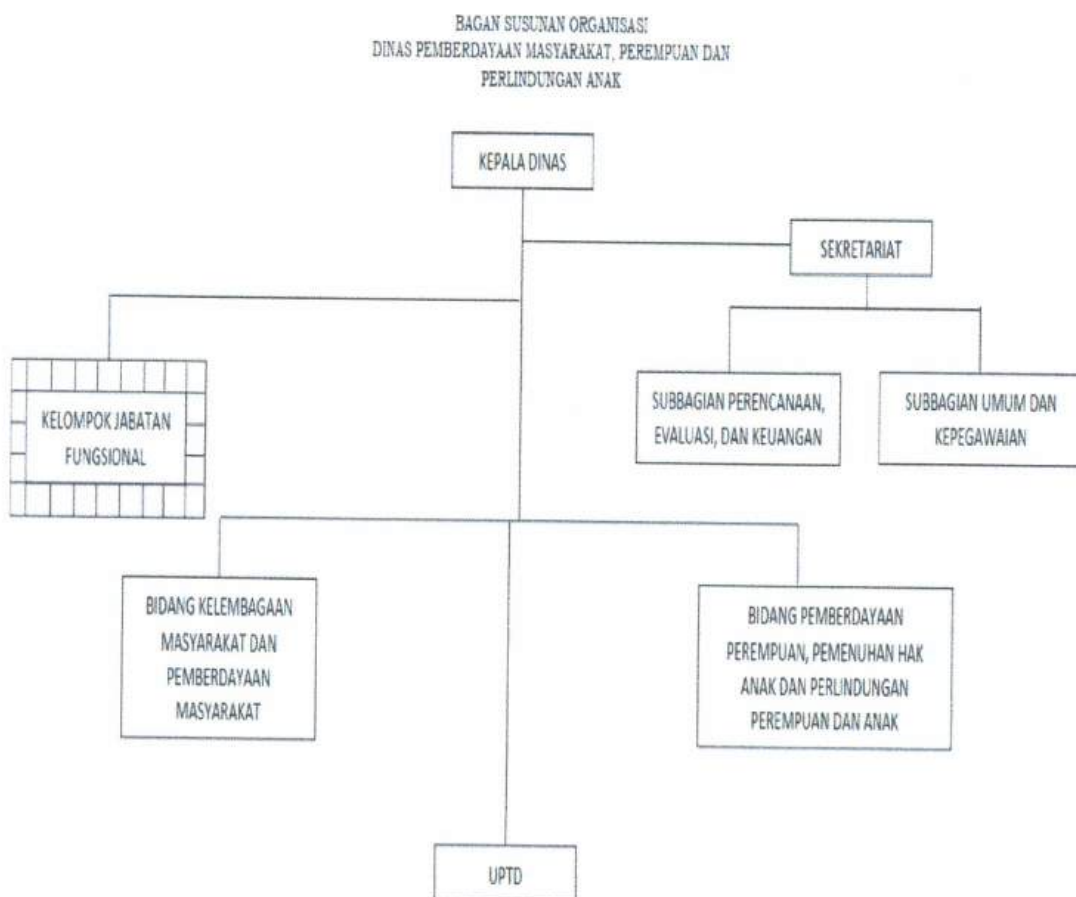 BAGAN SUSUNAN ORGANISASI
DINAS PEMBERDAYAAN MASYARAKAT, PEREMPUAN DAN
PERLINDUNGAN ANAK
KEPALA DINAS
SEKRETARIAT
SUBBAGIAN PERENCANAAN,
EVALUASI, DAN KEUANGAN
SUBBAGIAN UMUM DAN
KEPEGAWAIAN
KELOMPOK JABATAN
FUNGSIONAL
BIDANG KELEMBAGAAN
MASYARAKAT DAN
PEMBERDAYAAN
MASYARAKAT
BIDANG PEMBERDAYAAN
PEREMPUAN, PEMENUHAN HAK
ANAK DAN PERLINDUNGAN
PEREMPUAN DAN ANAK
UPTD